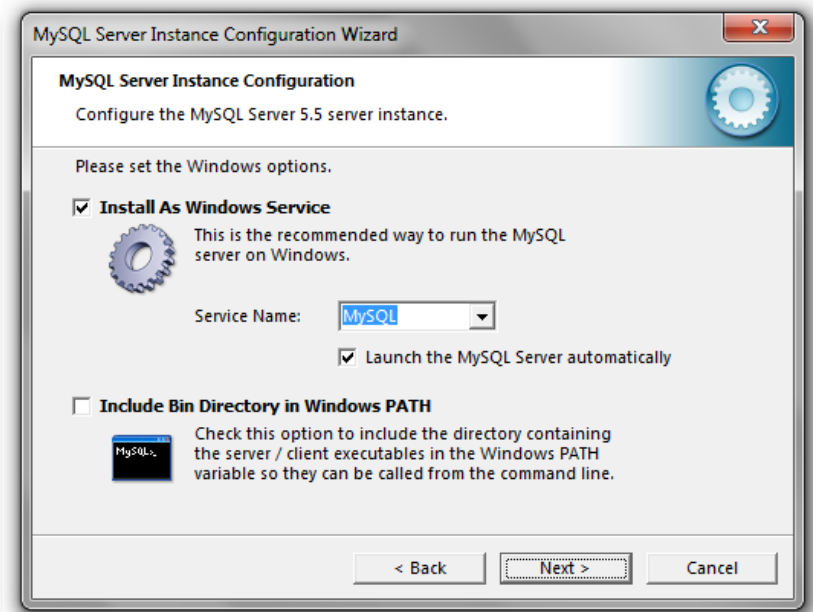 MySQL Server Instance Configuration Wizard
MySQL Server Instance Configuration
Configure the MySQL Server 5.5 server instance.
Please set the Windows options.
Install As Windows Service
This is the recommended way to run the MySQL
server on Windows.
Service Name: MySQL
Launch the MySQL Server automatically
Include Bin Directory in Windows PATH
MySQL>_
Check this option to include the directory containing
the server / client executables in the Windows PATH
variable so they can be called from the command line.
< Back Next > Cancel